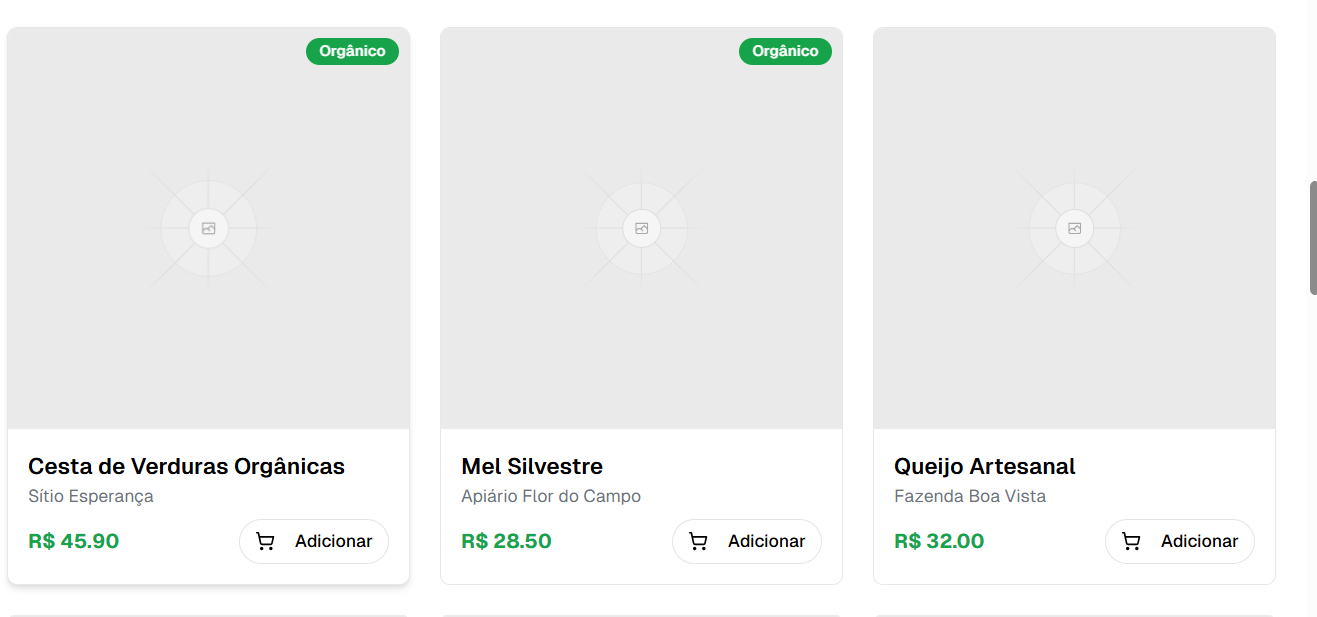 Orgânico
Cesta de Verduras Orgânicas
Sítio Esperança
R$ 45.90
Adicionar
Orgânico
Mel Silvestre
Apiário Flor do Campo
R$ 28.50
Adicionar
Queijo Artesanal
Fazenda Boa Vista
R$ 32.00
Adicionar